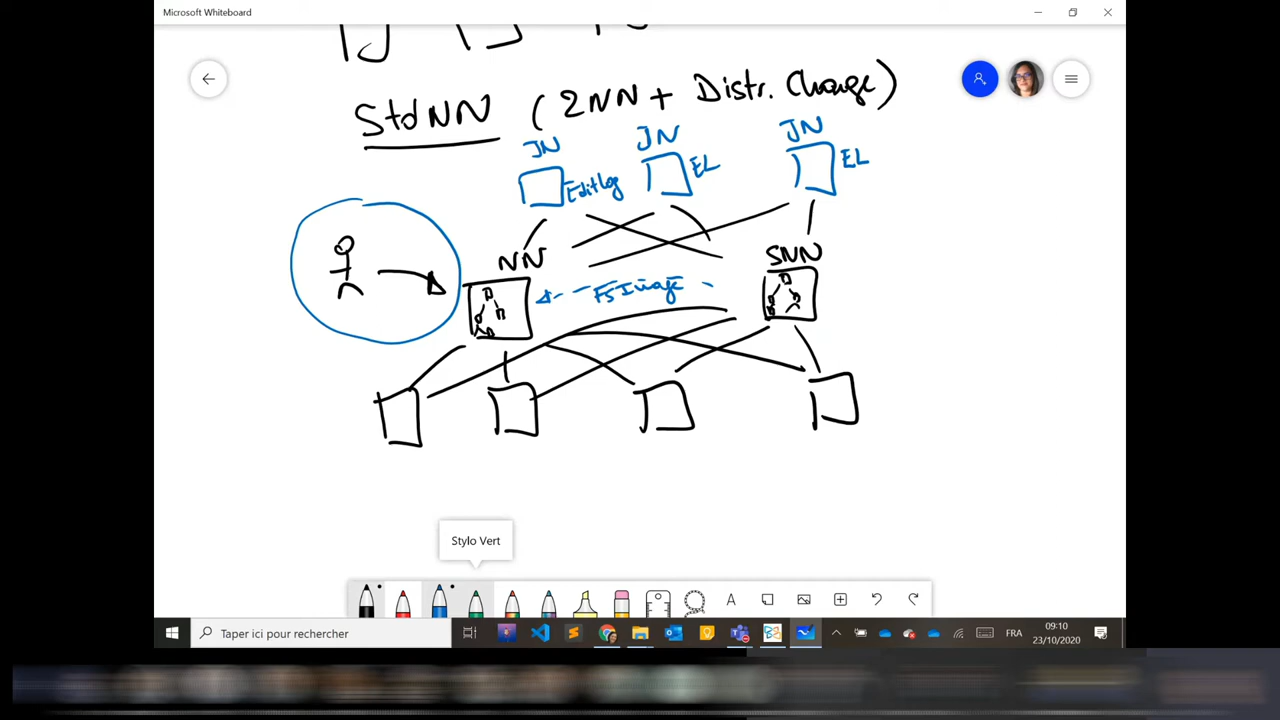 Microsoft Whiteboard
StdNN (2NN + Distr. Charge)
JN JN JN
EditLog EL EL
NN SNN
FSImage
Stylo Vert
A
Taper ici pour rechercher
FRA
09:10
23/10/2020